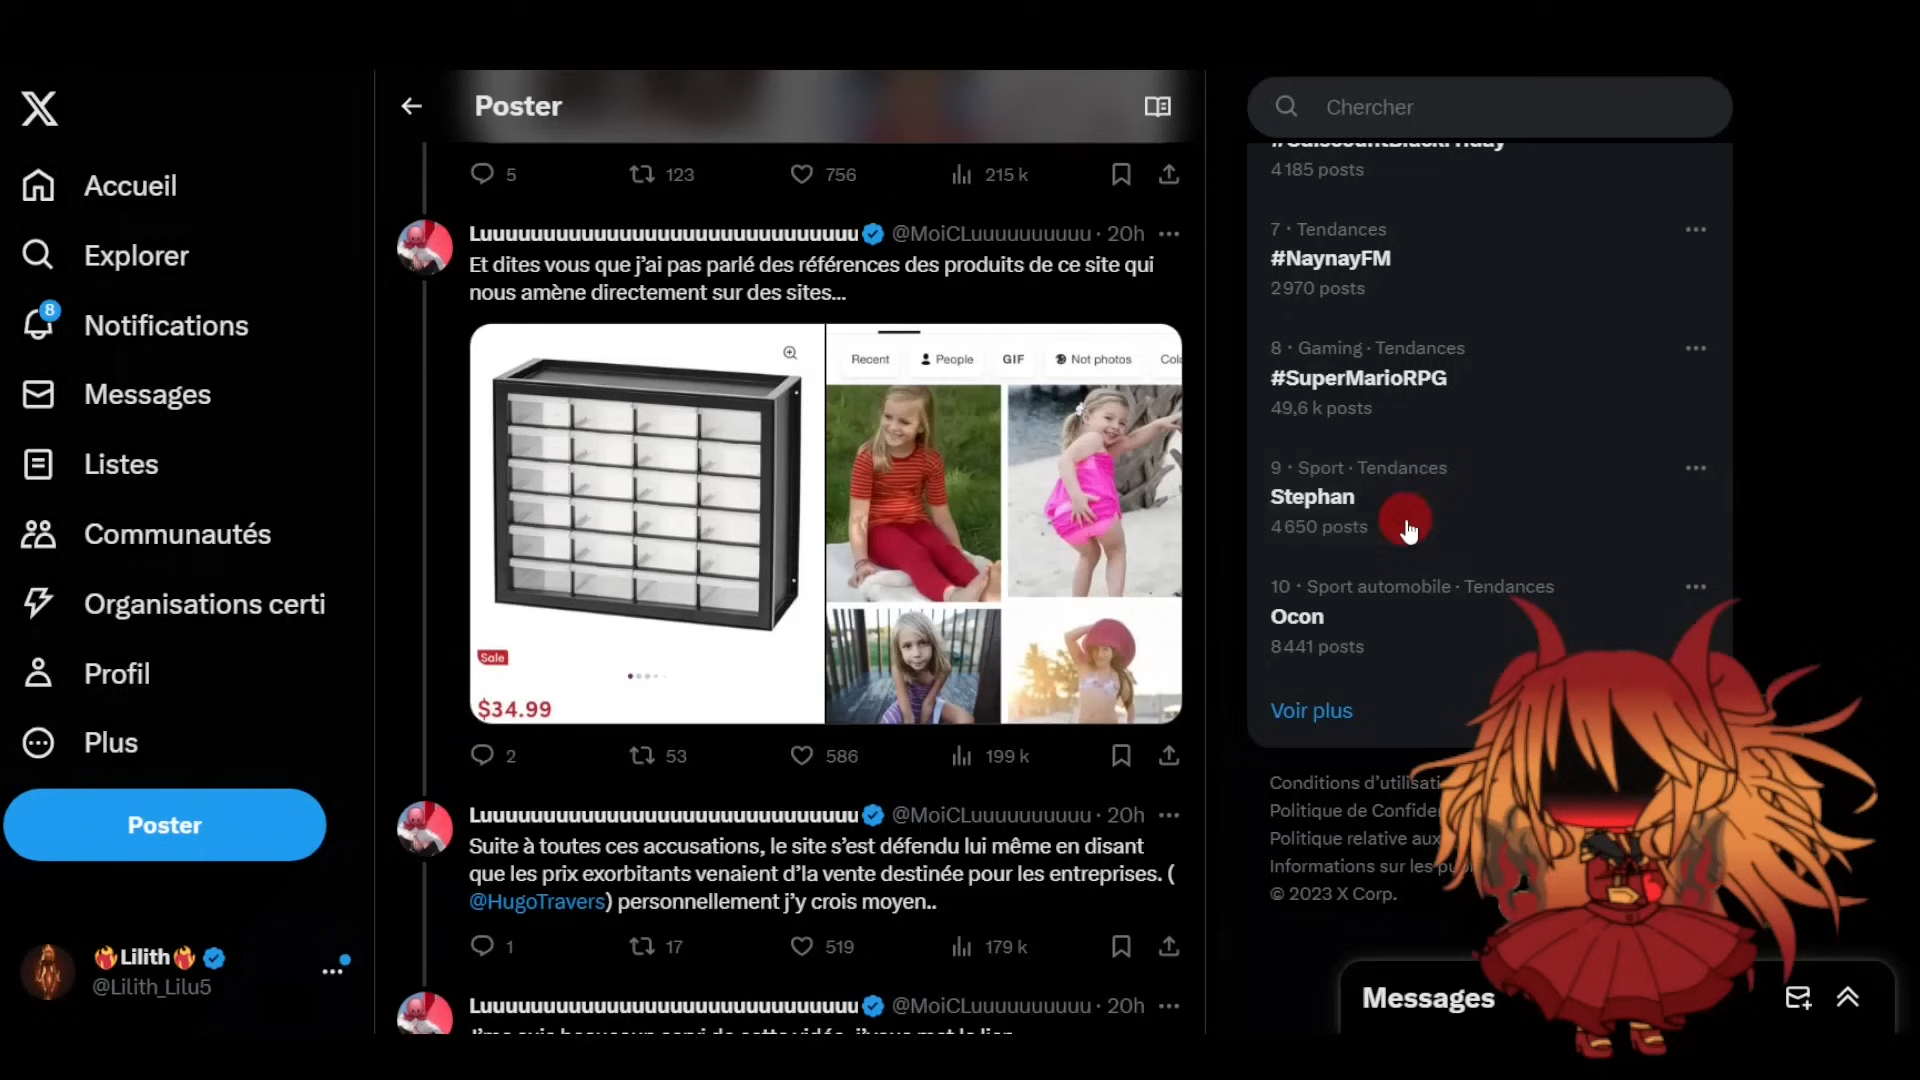 Accueil
Explorer
8
Notifications
Messages
Listes
Communautés
Organisations certi
Profil
Plus
Poster
Lilith
@Lilith_Lilu5
Poster
5 123 756 215 k
Luuuuuuuuuuuuuuuuuuuuuuuuuuuuuuu @MoiCLuuuuuuuuuu · 20h
Et dites vous que j’ai pas parlé des références des produits de ce site qui
nous amène directement sur des sites...
Recent People GIF Not photos Colo
Sale
$34.99
2 53 586 199 k
Luuuuuuuuuuuuuuuuuuuuuuuuuuuuuuu @MoiCLuuuuuuuuuu · 20h
Suite à toutes ces accusations, le site s’est défendu lui même en disant
que les prix exorbitants venaient d’la vente destinée pour les entreprises. (
@HugoTravers) personnellement j’y crois moyen..
1 17 519 179 k
Luuuuuuuuuuuuuuuuuuuuuuuuuuuuuuu @MoiCLuuuuuuuuuu · 20h
Chercher
4 185 posts
7 · Tendances
#NaynayFM
2 970 posts
8 · Gaming · Tendances
#SuperMarioRPG
49,6 k posts
9 · Sport · Tendances
Stephan
4 650 posts
10 · Sport automobile · Tendances
Ocon
8 441 posts
Voir plus
Conditions d’utilisati
Politique de Confider
Politique relative aux
Informations sur les pu
© 2023 X Corp.
Messages